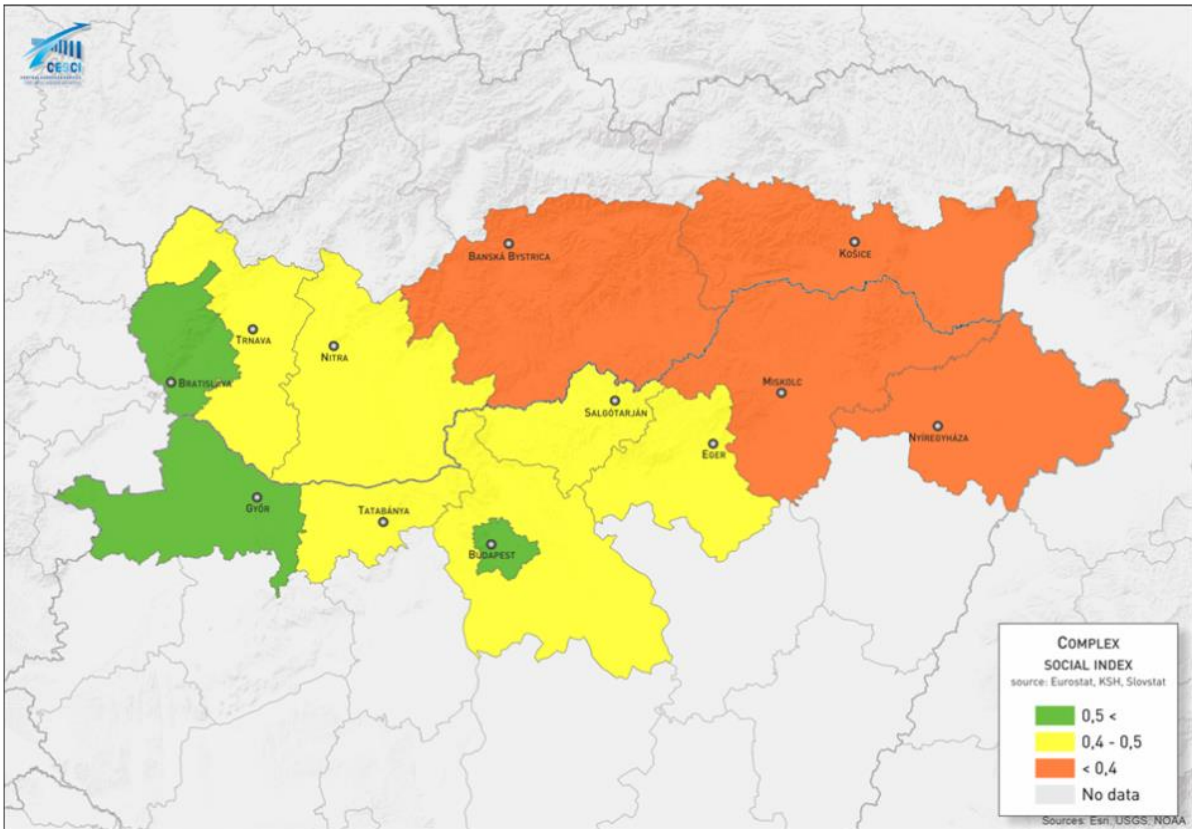 CESCI
BANSKÁ BYSTRICA
KOŠICE
TRNAVA
NITRA
BRATISLAVA
MISKOLC
SALGÓTARJÁN
NYÍREGYHÁZA
EGER
GYŐR
TATABÁNYA
BUDAPEST
COMPLEX
SOCIAL INDEX
source: Eurostat, KSH, Slovstat
0,5 <
0,4 - 0,5
< 0,4
No data
Sources: Esri, USGS, NOAA